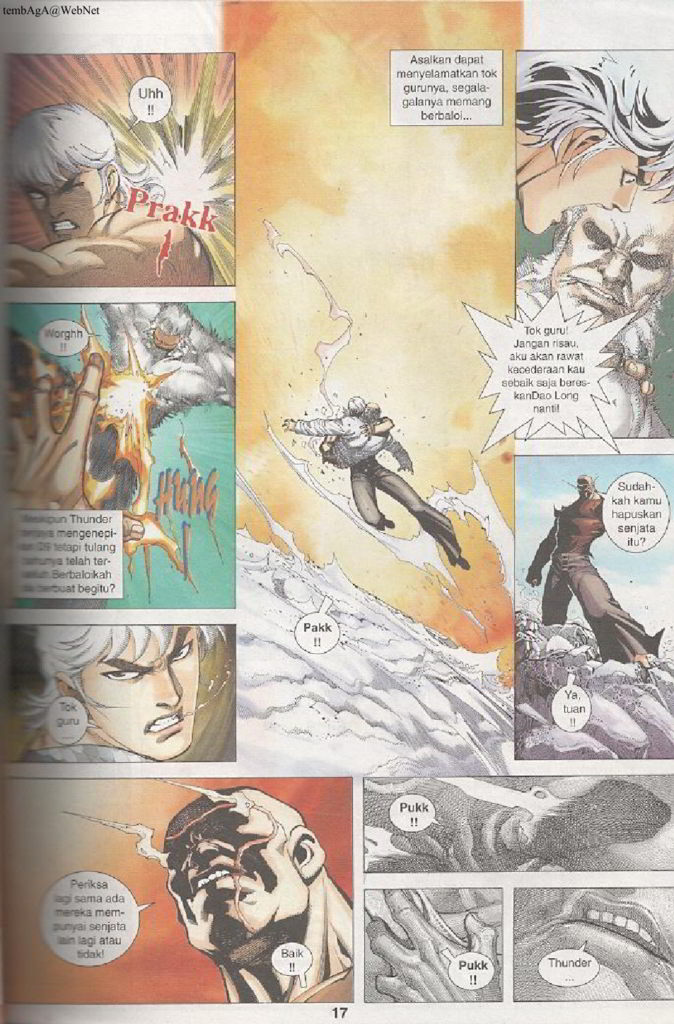 tembAgA@WebNet
Uhh
!!
Prakk
!
Worghh
!!
HUNG
!
Thunder
mengenepi-
tetapi tulang
telah ter-
Berbaloikah
berbuat begitu?
Tok
guru
Asalkan dapat
menyelamatkan tok
gurunya, segala-
galanya memang
berbaloi...
Pakk
!!
Tok guru!
Jangan risau,
aku akan rawat
kecederaan kau
sebaik saja beres-
kanDao Long
nanti!
Sudah-
kah kamu
hapuskan
senjata
itu?
Ya,
tuan
!!
Periksa
lagi sama ada
mereka mem-
punyai senjata
lain lagi atau
tidak!
Baik
!!
Pukk
!!
Pukk
!!
Thunder
...
17